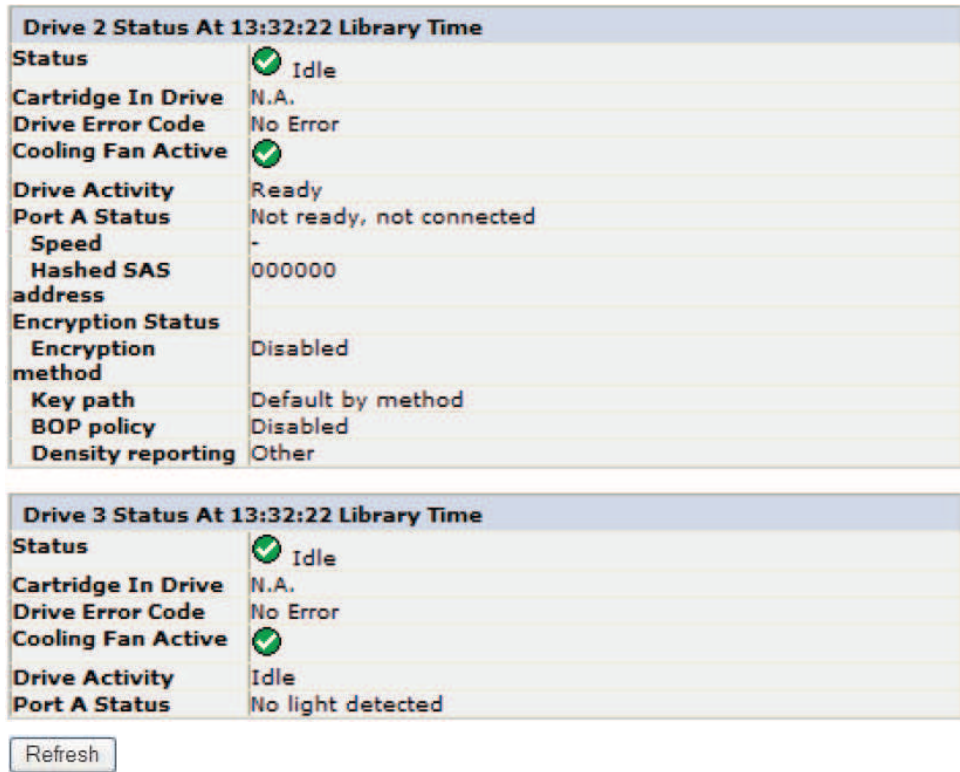 Drive 2 Status At 13:32:22 Library Time
Status Idle
Cartridge In Drive N.A.
Drive Error Code No Error
Cooling Fan Active
Drive Activity Ready
Port A Status Not ready, not connected
Speed -
Hashed SAS address 000000
Encryption Status
Encryption method Disabled
Key path Default by method
BOP policy Disabled
Density reporting Other
Drive 3 Status At 13:32:22 Library Time
Status Idle
Cartridge In Drive N.A.
Drive Error Code No Error
Cooling Fan Active
Drive Activity Idle
Port A Status No light detected
Refresh